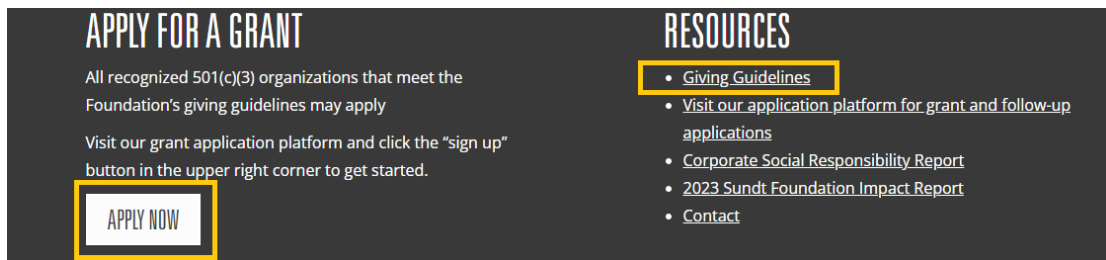 APPLY FOR A GRANT
All recognized 501(c)(3) organizations that meet the
Foundation's giving guidelines may apply
Visit our grant application platform and click the “sign up”
button in the upper right corner to get started.
APPLY NOW
RESOURCES
• Giving Guidelines
• Visit our application platform for grant and follow-up
applications
• Corporate Social Responsibility Report
• 2023 Sundt Foundation Impact Report
• Contact